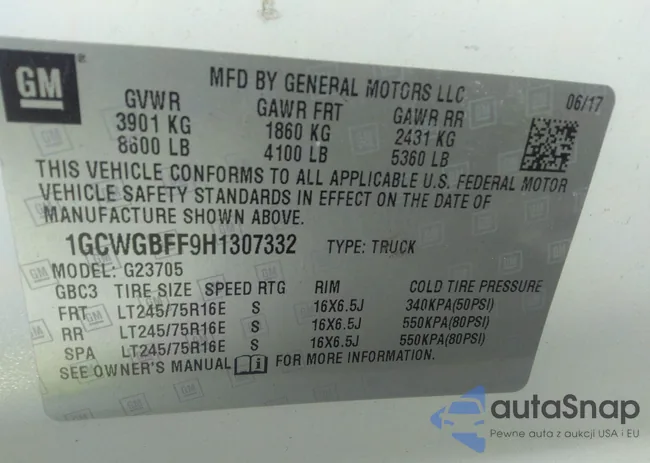 GM
MFD BY GENERAL MOTORS LLC
06/17
GVWR GAWR FRT GAWR RR
3901 KG 1860 KG 2431 KG
8600 LB 4100 LB 5360 LB
THIS VEHICLE CONFORMS TO ALL APPLICABLE U.S. FEDERAL MOTOR
VEHICLE SAFETY STANDARDS IN EFFECT ON THE DATE OF
MANUFACTURE SHOWN ABOVE.
1GCWGBFF9H1307332 TYPE: TRUCK
MODEL: G23705
GBC3 TIRE SIZE SPEED RTG RIM COLD TIRE PRESSURE
FRT LT245/75R16E S 16X6.5J 340KPA(50PSI)
RR LT245/75R16E S 16X6.5J 550KPA(80PSI)
SPA LT245/75R16E S 16X6.5J 550KPA(80PSI)
SEE OWNER'S MANUAL i FOR MORE INFORMATION.
autaSnap
Pewne auta z aukcji USA i EU